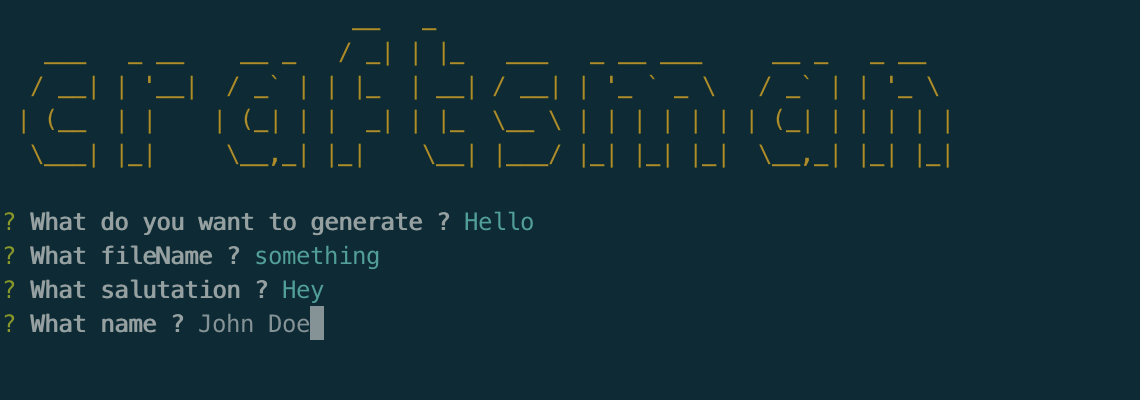 craftsman
? What do you want to generate ? Hello
? What fileName ? something
? What salutation ? Hey
? What name ? John Doe